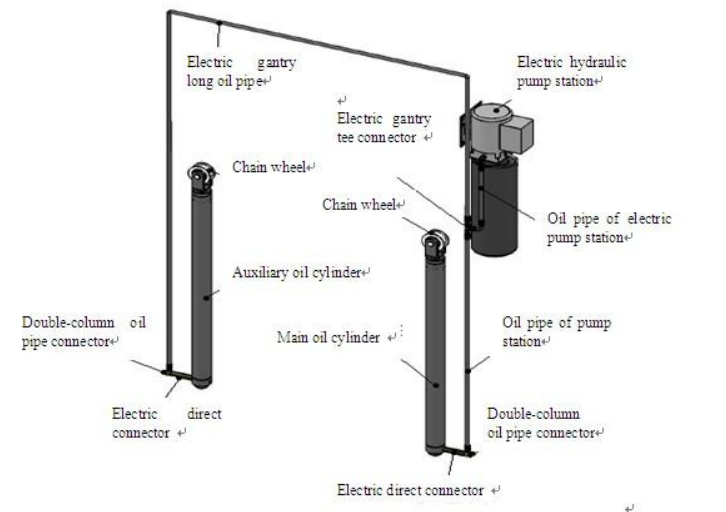 Electric gantry
long oil pipe
Electric hydraulic
pump station
Electric gantry
tee connector
Chain wheel
Chain wheel
Oil pipe of electric
pump station
Auxiliary oil cylinder
Double-column oil
pipe connector
Main oil cylinder
Oil pipe of pump
station
Electric direct
connector
Double-column
oil pipe connector
Electric direct connector